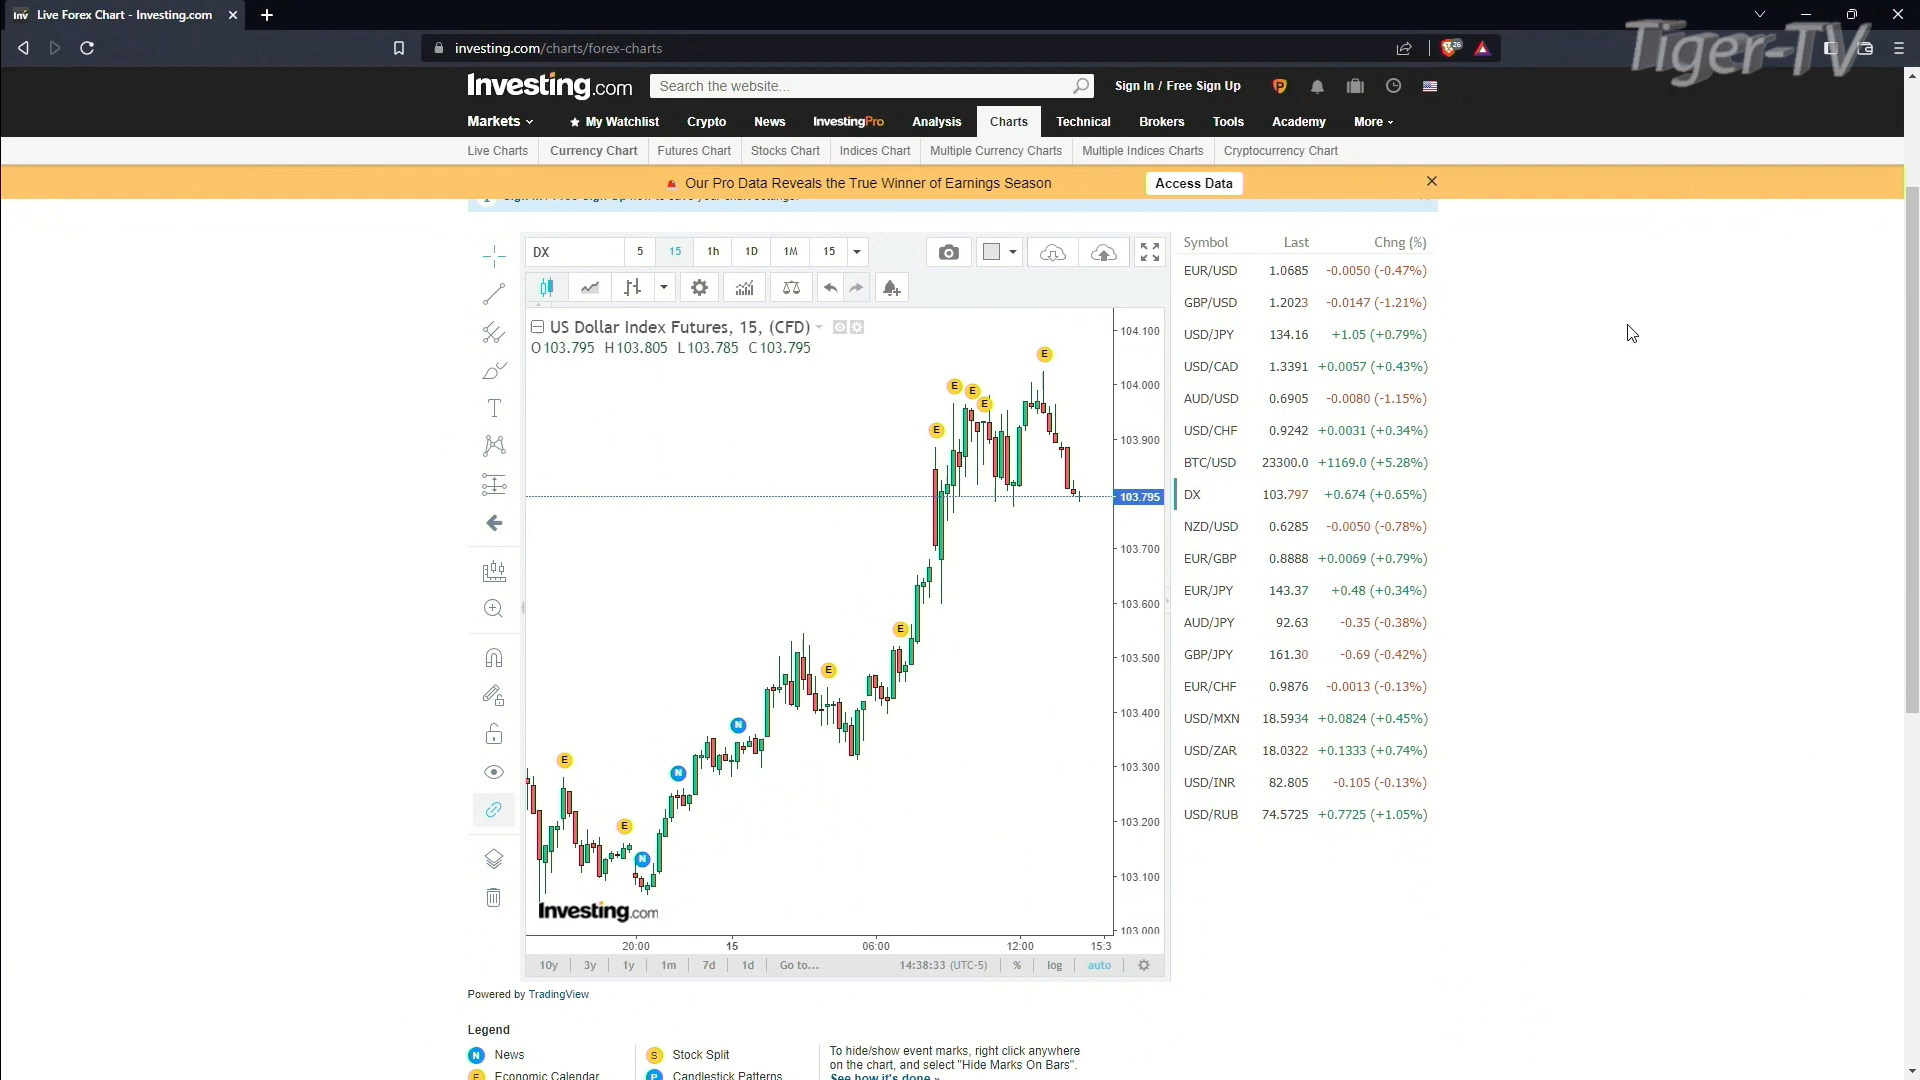 Live Forex Chart - Investing.com
investing.com/charts/forex-charts
26
Tiger-TV
Investing.com
Search the website...
Sign In / Free Sign Up
Markets
My Watchlist
Crypto
News
InvestingPro
Analysis
Charts
Technical
Brokers
Tools
Academy
More
Live Charts
Currency Chart
Futures Chart
Stocks Chart
Indices Chart
Multiple Currency Charts
Multiple Indices Chart
Cryptocurrency Chart
Our Pro Data Reveals the True Winner of Earnings Season
Access Data
DX 5 15 1h 1D 1M 15
US Dollar Index Futures, 15, (CFD)
O103.795 H103.805 L103.785 C103.795
104.100
104.000
103.900
103.795
103.700
103.600
103.500
103.400
103.300
103.200
103.100
103.000
E
E
E
E
E
E
E
N
N
E
E
N
Investing.com
20:00 15 06:00 12:00 15:3
10y 3y 1y 1m 7d 1d Go to... 14:38:33 (UTC-5) % log auto
Symbol Last Chng (%)
EUR/USD 1.0685 -0.0050 (-0.47%)
GBP/USD 1.2023 -0.0147 (-1.21%)
USD/JPY 134.16 +1.05 (+0.79%)
USD/CAD 1.3391 +0.0057 (+0.43%)
AUD/USD 0.6905 -0.0080 (-1.15%)
USD/CHF 0.9242 +0.0031 (+0.34%)
BTC/USD 23300.0 +1169.0 (+5.28%)
DX 103.797 +0.674 (+0.65%)
NZD/USD 0.6285 -0.0050 (-0.78%)
EUR/GBP 0.8888 +0.0069 (+0.79%)
EUR/JPY 143.37 +0.48 (+0.34%)
AUD/JPY 92.63 -0.35 (-0.38%)
GBP/JPY 161.30 -0.69 (-0.42%)
EUR/CHF 0.9876 -0.0013 (-0.13%)
USD/MXN 18.5934 +0.0824 (+0.45%)
USD/ZAR 18.0322 +0.1333 (+0.74%)
USD/INR 82.805 -0.105 (-0.13%)
USD/RUB 74.5725 +0.7725 (+1.05%)
Powered by TradingView
Legend
N News
E Economic Calendar
S Stock Split
P Candlestick Patterns
To hide/show event marks, right click anywhere
on the chart, and select "Hide Marks On Bars".
See how it's done »